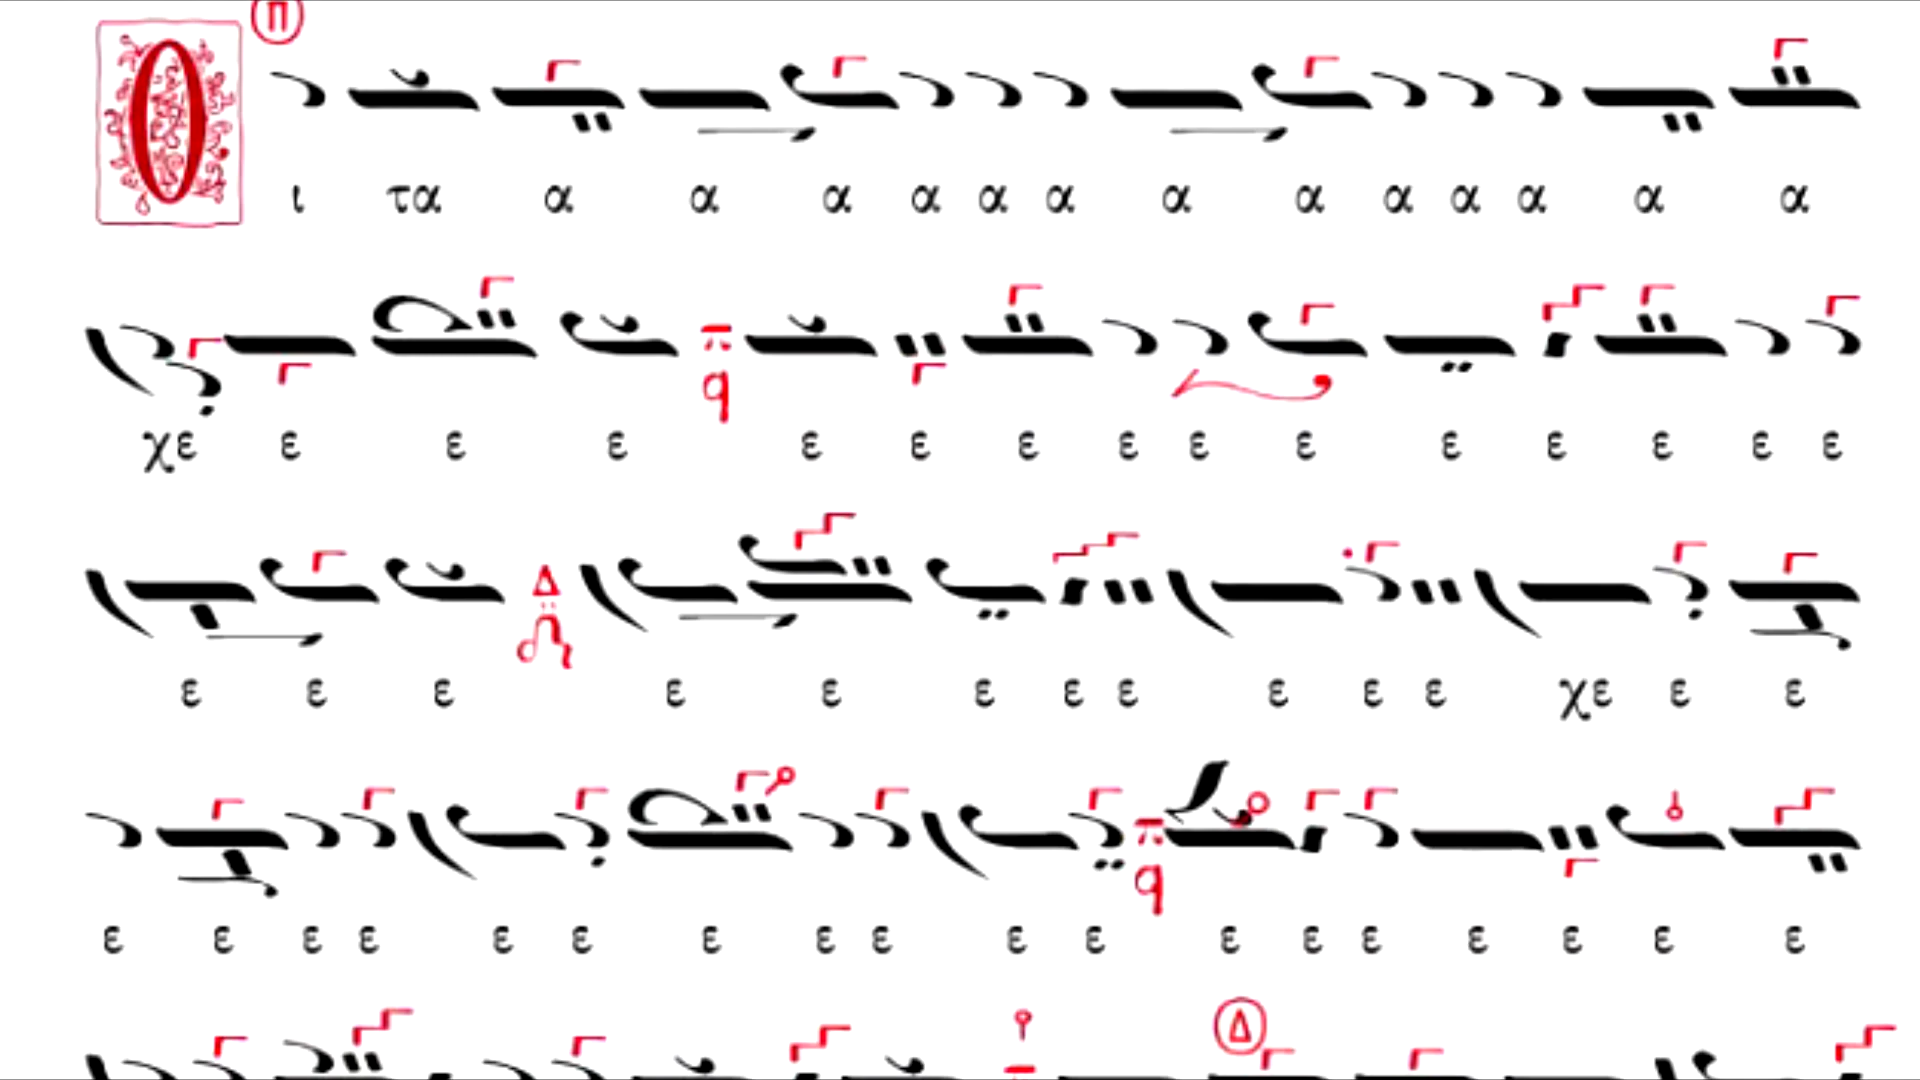 Π
Ο ι τα α α α α α α α α α α α α α
χε ε ε ε ε ε ε ε ε ε ε ε ε ε ε
π
q
ε ε ε ε ε ε ε ε ε ε ε χε ε ε
Δ
ε ε ε ε ε ε ε ε ε ε ε ε ε ε ε ε ε ε
π
q
Δ